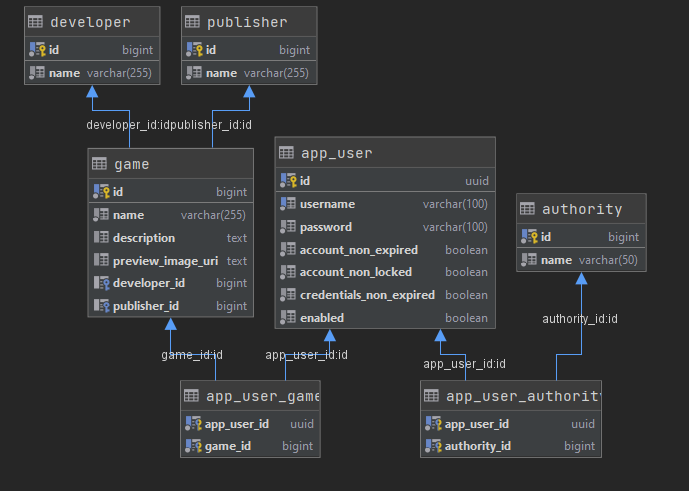 developer
id bigint
name varchar(255)
publisher
id bigint
name varchar(255)
developer_id:id
publisher_id:id
game
id bigint
name varchar(255)
description text
preview_image_uri text
developer_id bigint
publisher_id bigint
app_user
id uuid
username varchar(100)
password varchar(100)
account_non_expired boolean
account_non_locked boolean
credentials_non_expired boolean
enabled boolean
authority
id bigint
name varchar(50)
game_id:id
app_user_id:id
app_user_id:id
authority_id:id
app_user_game
app_user_id uuid
game_id bigint
app_user_authority
app_user_id uuid
authority_id bigint